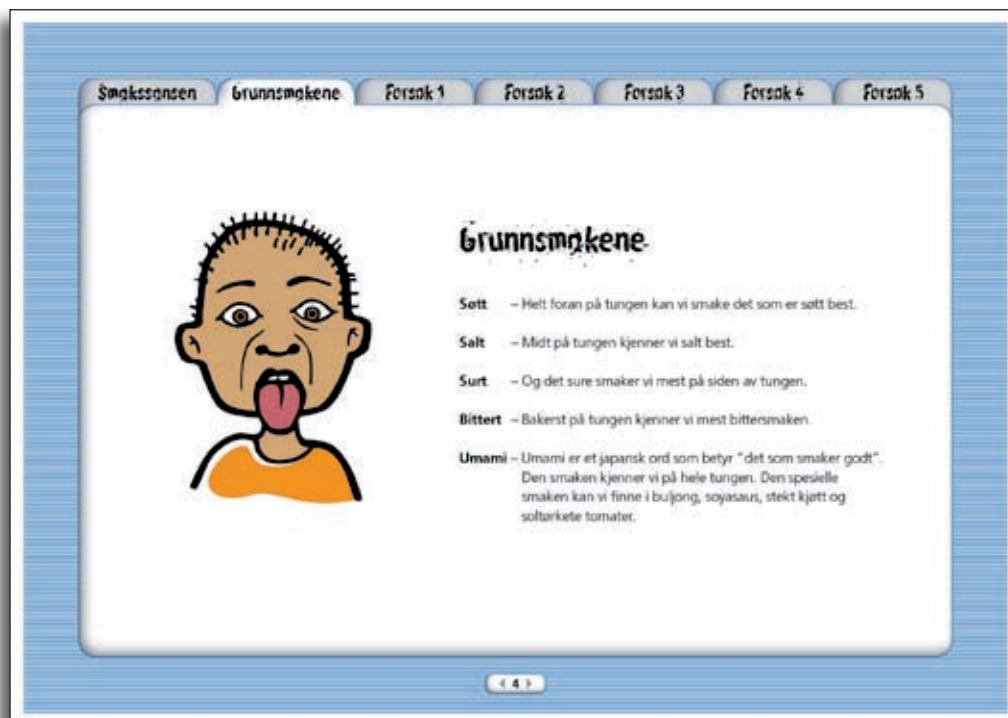 Smakssansen Grunnsmakene Forsøk 1 Forsøk 2 Forsøk 3 Forsøk 4 Forsøk 5
Grunnsmakene
Søtt – Helt foran på tungen kan vi smake det som er søtt best.
Salt – Midt på tungen kjenner vi salt best.
Surt – Og det sure smaker vi mest på siden av tungen.
Bittert – Bakerst på tungen kjenner vi mest bittersmaken.
Umami – Umami er et japansk ord som betyr "det som smaker godt".
Den smaken kjenner vi på hele tungen. Den spesielle
smaken kan vi finne i buljong, soyasaus, stekt kjøtt og
soltørkete tomater.
4